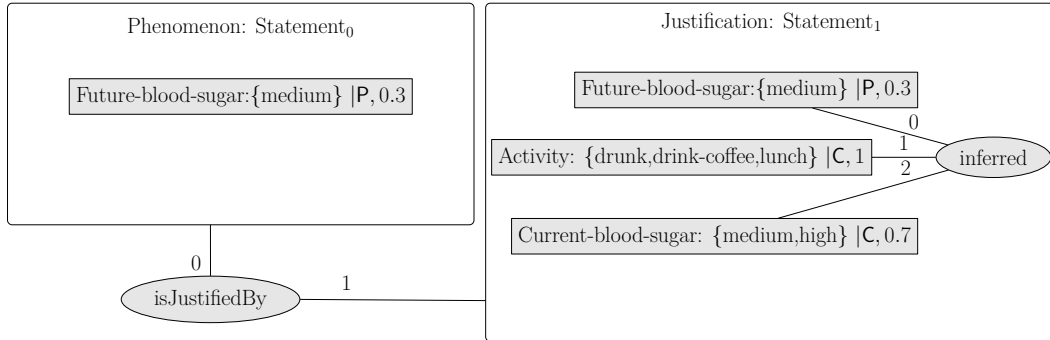 Phenomenon: Statement₀
Future-blood-sugar:{medium} |P, 0.3
0
isJustifiedBy
1
Justification: Statement₁
Future-blood-sugar:{medium} |P, 0.3
0
Activity: {drunk,drink-coffee,lunch} |C, 1
1
inferred
2
Current-blood-sugar: {medium,high} |C, 0.7